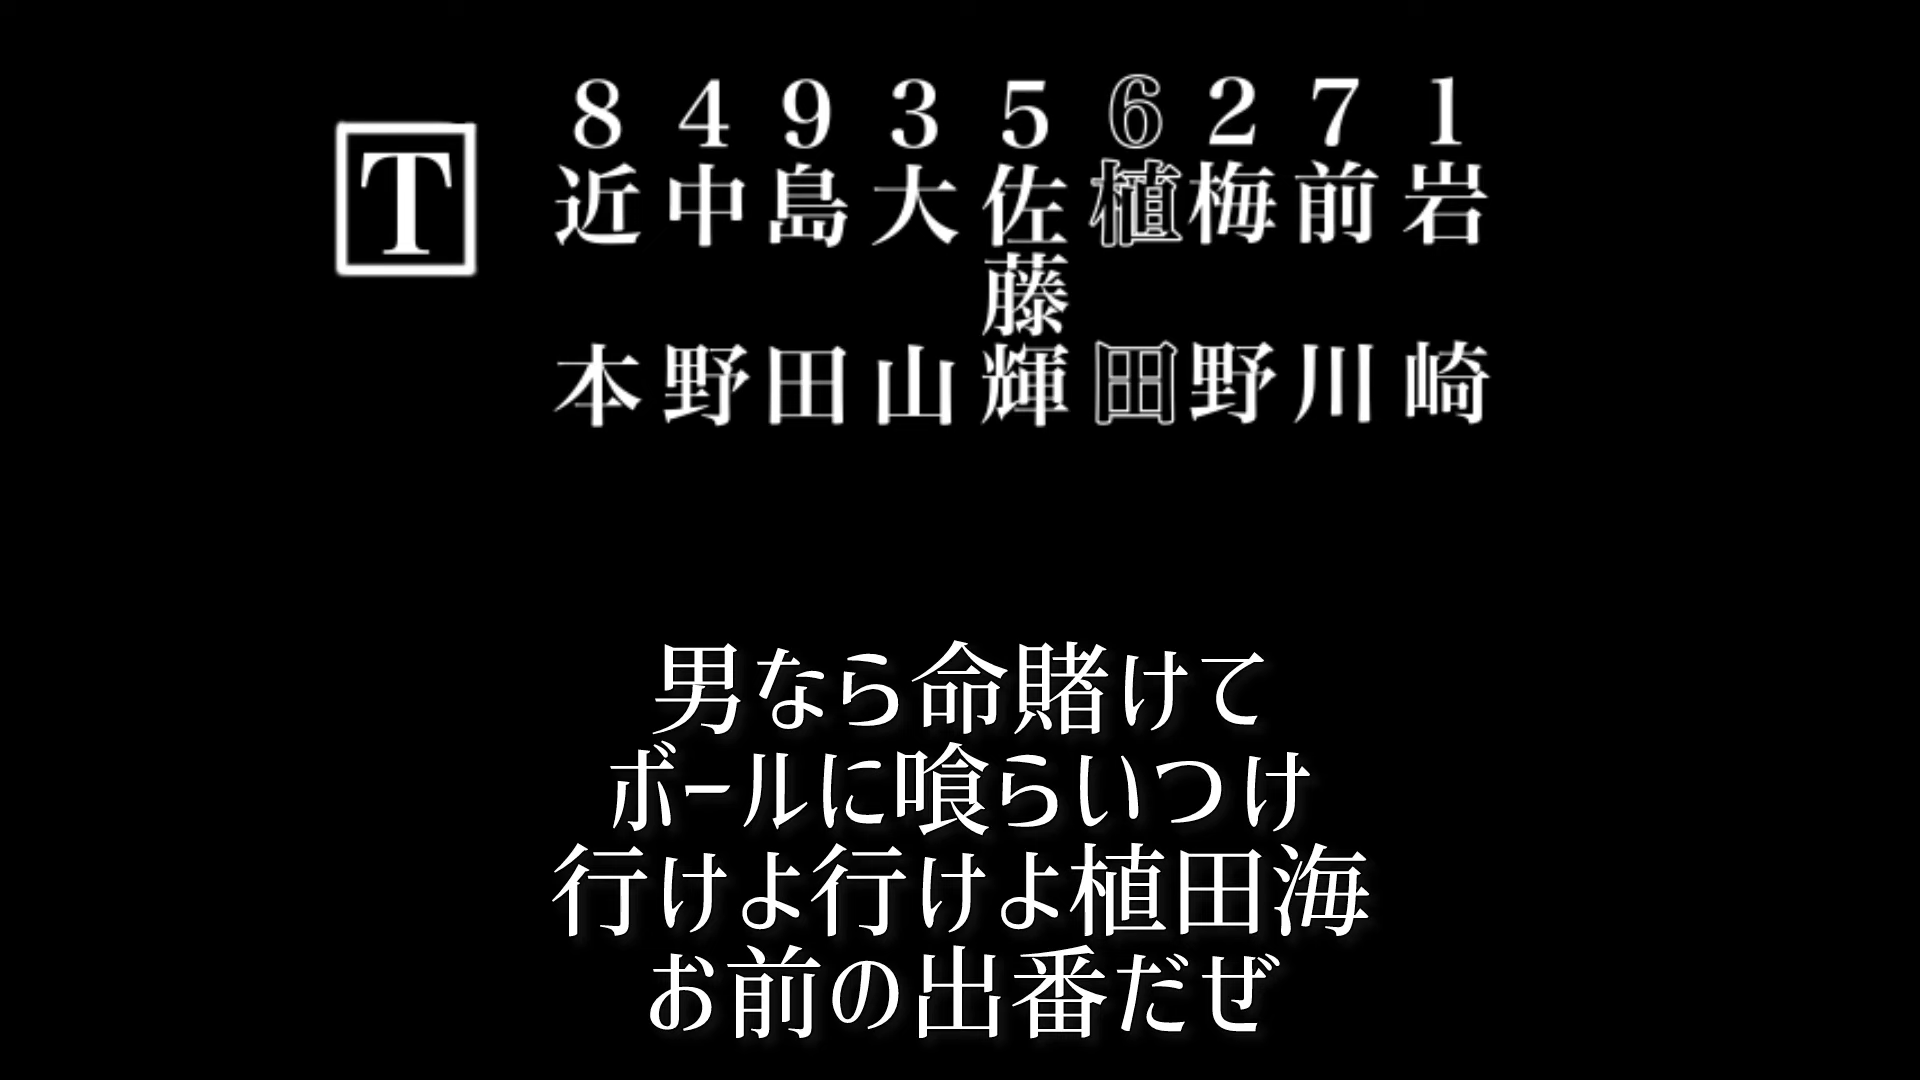 T
8 4 9 3 5 6 2 7 1
近本
中野
島田
大山
佐藤輝
植田
梅野
前川
岩崎
男なら命賭けて
ボールに喰らいつけ
行けよ行けよ植田海
お前の出番だぜ